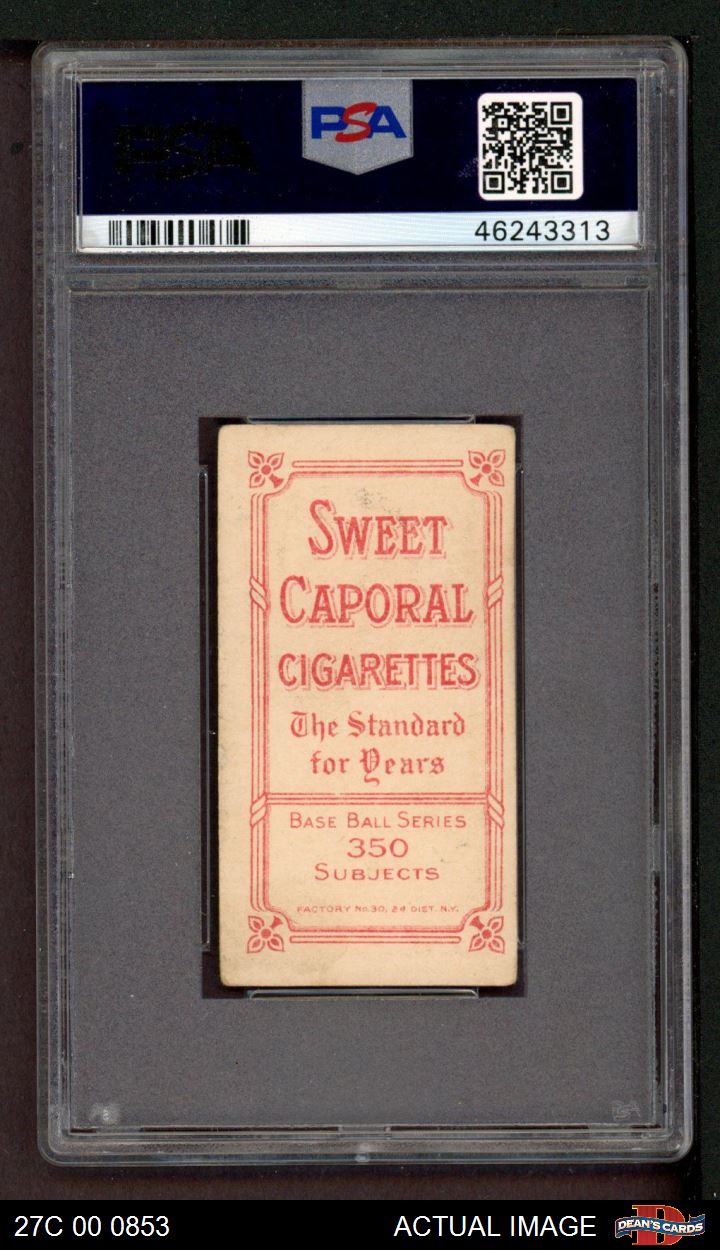 PSA
PSA
46243313
SWEET
CAPORAL
CIGARETTES
The Standard
for Years
BASE BALL SERIES
350
SUBJECTS
FACTORY No. 30, 2d DIST. N.Y.
27C 00 0853
ACTUAL IMAGE
D
DEAN'S CARDS